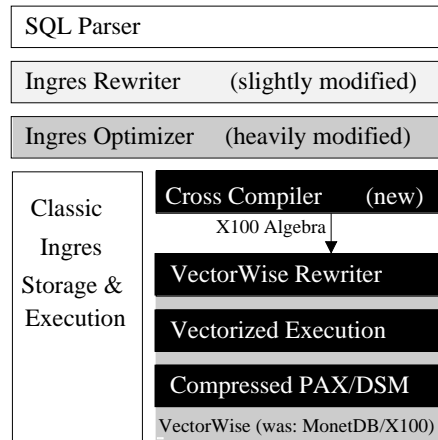 SQL Parser
Ingres Rewriter (slightly modified)
Ingres Optimizer (heavily modified)
Classic
Ingres
Storage &
Execution
Cross Compiler (new)
X100 Algebra
VectorWise Rewriter
Vectorized Execution
Compressed PAX/DSM
VectorWise (was: MonetDB/X100)